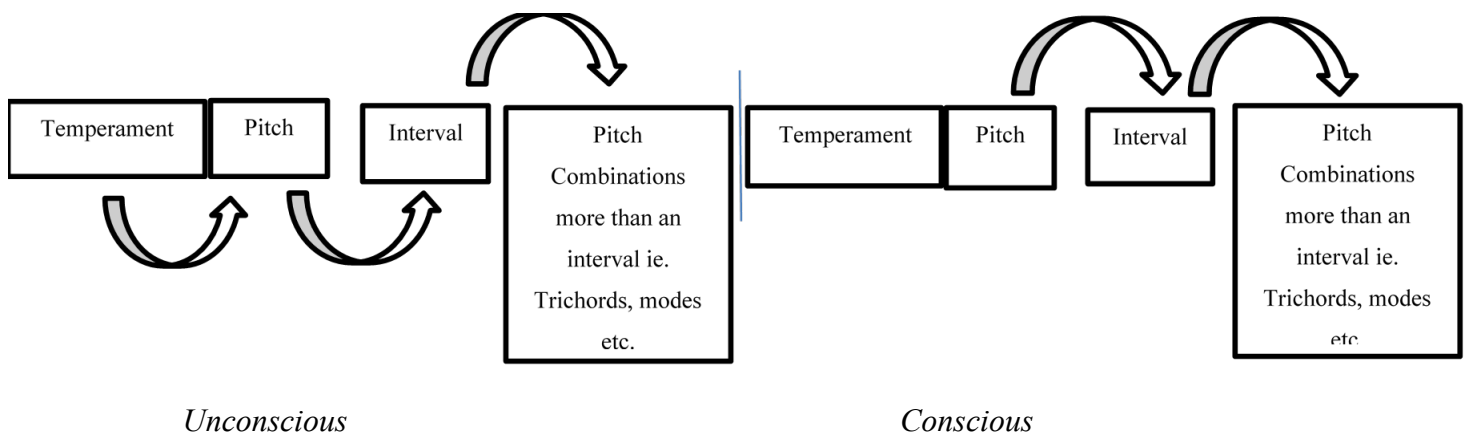 Temperament
Pitch
Interval
Pitch
Combinations
more than an
interval ie.
Trichords, modes
etc.
Temperament
Pitch
Interval
Pitch
Combinations
more than an
interval ie.
Trichords, modes
etc
Unconscious
Conscious